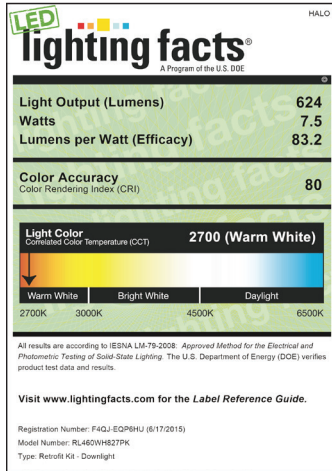 LED
HALO
lighting facts®
A Program of the U.S. DOE
Light Output (Lumens) 624
Watts 7.5
Lumens per Watt (Efficacy) 83.2
Color Accuracy
Color Rendering Index (CRI) 80
Light Color
Correlated Color Temperature (CCT) 2700 (Warm White)
Warm White Bright White Daylight
2700K 3000K 4500K 6500K
All results are according to IESNA LM-79-2008: Approved Method for the Electrical and
Photometric Testing of Solid-State Lighting. The U.S. Department of Energy (DOE) verifies
product test data and results.
Visit www.lightingfacts.com for the Label Reference Guide.
Registration Number: F4QJ-EQP6HU (6/17/2015)
Model Number: RL460WH827PK
Type: Retrofit Kit - Downlight